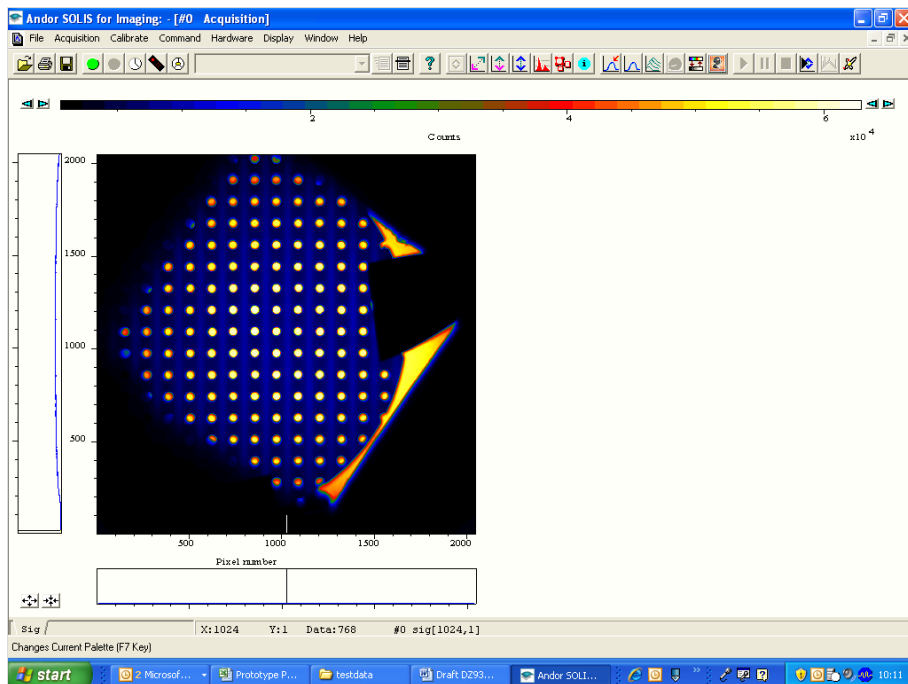 Andor SOLIS for Imaging: - [#0 Acquisition]
File Acquisition Calibrate Command Hardware Display Window Help
2 4 6
Counts
x10 4
2000
1500
1000
500
500 1000 1500 2000
Pixel number
Sig X:1024 Y:1 Data:768 #0 sig[1024,1]
Changes Current Palette (F7 Key)
start 2 Microsof... Prototype P... testdata Draft DZ93... Andor SOLI... 10:11